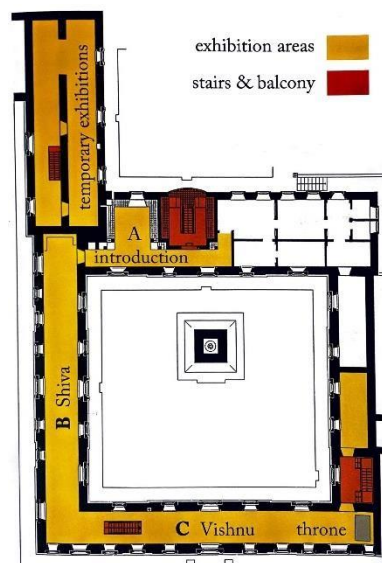 exhibition areas
stairs & balcony
temporary exhibitions
A
introduction
B Shiva
C Vishnu throne